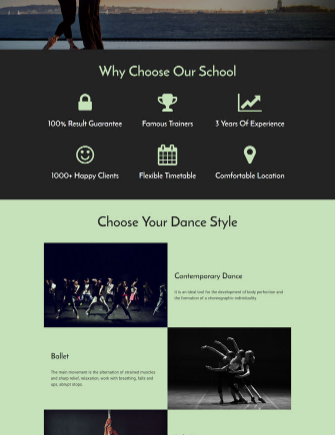 Why Choose Our School
100% Result Guarantee
Famous Trainers
3 Years Of Experience
1000+ Happy Clients
Flexible Timetable
Comfortable Location
Choose Your Dance Style
Contemporary Dance
It is an ideal tool for the development of body perfection and
the formation of a choreographic individuality.
Ballet
The main movement is the alternation of strained muscles
and sharp relief, relaxation, work with breathing, falls and
ups, abrupt stops.